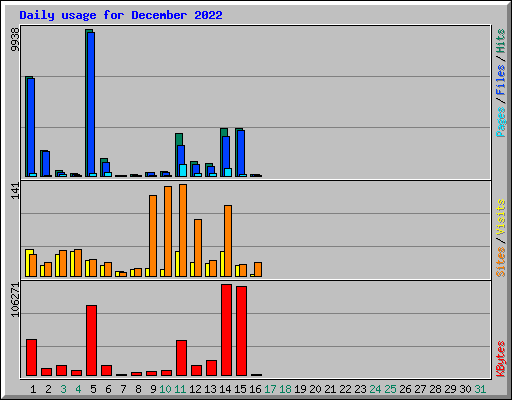 Daily usage for December 2022
9938
Pages / Files / Hits
141
Sites / Visits
106271
KBytes
1 2 3 4 5 6 7 8 9 10 11 12 13 14 15 16 17 18 19 20 21 22 23 24 25 26 27 28 29 30 31